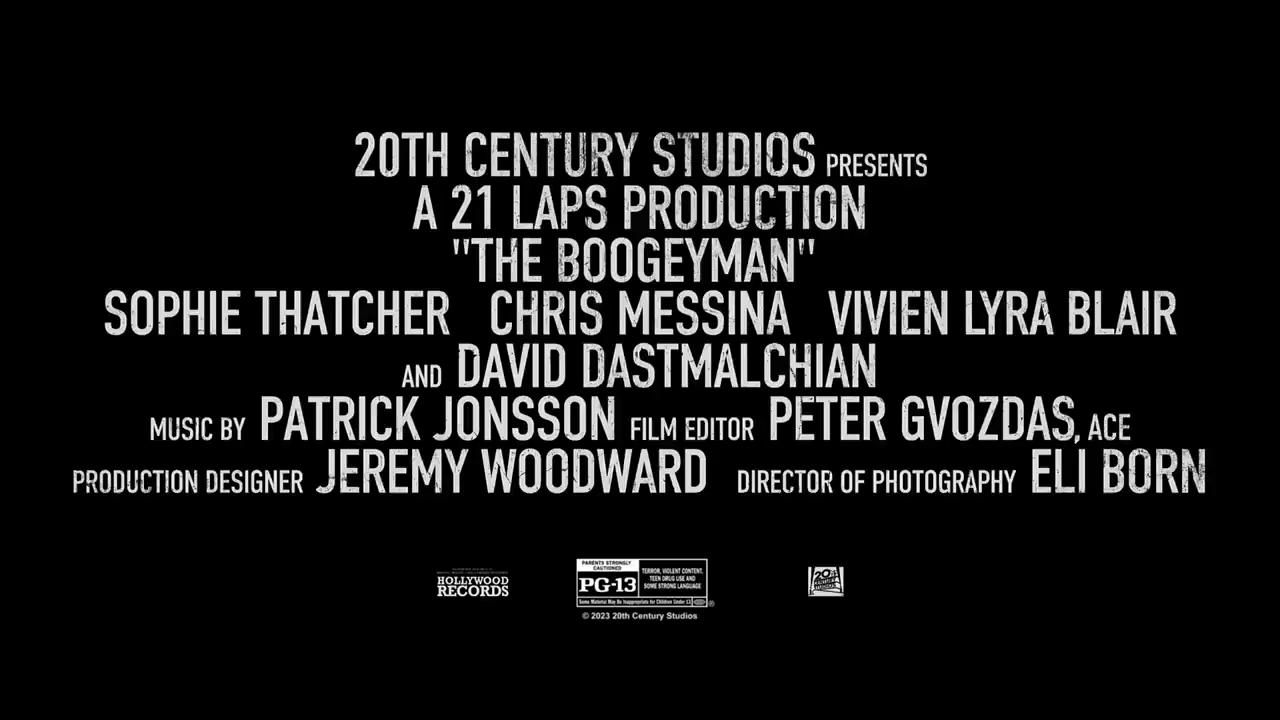 20TH CENTURY STUDIOS PRESENTS
A 21 LAPS PRODUCTION
"THE BOOGEYMAN"
SOPHIE THATCHER CHRIS MESSINA VIVIEN LYRA BLAIR
AND DAVID DASTMALCHIAN
MUSIC BY PATRICK JONSSON FILM EDITOR PETER GVOZDAS, ACE
PRODUCTION DESIGNER JEREMY WOODWARD DIRECTOR OF PHOTOGRAPHY ELI BORN
HOLLYWOOD
RECORDS
PARENTS STRONGLY
CAUTIONED
PG-13
TERROR, VIOLENT CONTENT,
TEEN DRUG USE AND
SOME STRONG LANGUAGE
Some Material May Be Inappropriate for Children Under 13
®
© 2023 20th Century Studios
20th
CENTURY
STUDIOS